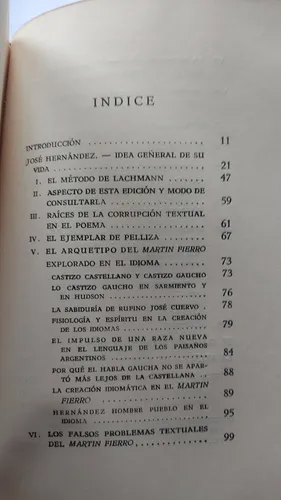 INDICE
INTRODUCCIÓN . . . . . . . . . . . . . . . . . . 11
JOSÉ HERNÁNDEZ. — IDEA GENERAL DE SU
VIDA . . . . . . . . . . . . . . . . . . 21
I. EL MÉTODO DE LACHMANN . . . . . 47
II. ASPECTO DE ESTA EDICIÓN Y MODO DE
CONSULTARLA . . . . . . . . . . . . 59
III. RAÍCES DE LA CORRUPCIÓN TEXTUAL
EN EL POEMA . . . . . . . . . . . . 61
IV. EL EJEMPLAR DE PELLIZA . . . . . . 67
V. EL ARQUETIPO DEL MARTIN FIERRO
EXPLORADO EN EL IDIOMA . . . . . 73
CASTIZO CASTELLANO Y CASTIZO GAUCHO 73
LO CASTIZO GAUCHO EN SARMIENTO Y
EN HUDSON . . . . . . . . . . . . 76
LA SABIDURÍA DE RUFINO JOSÉ CUERVO . 78
FISIOLOGÍA Y ESPÍRITU EN LA CREACIÓN
DE LOS IDIOMAS . . . . . . . . . . 79
EL IMPULSO DE UNA RAZA NUEVA
EN EL LENGUAJE DE LOS PAISANOS
ARGENTINOS . . . . . . . . . . . . 84
POR QUÉ EL HABLA GAUCHA NO SE APAR-
TÓ MÁS LEJOS DE LA CASTELLANA . . 88
LA CREACIÓN IDIOMÁTICA EN EL MARTIN
FIERRO . . . . . . . . . . . . . . 89
HERNÁNDEZ HOMBRE PUEBLO EN EL
IDIOMA . . . . . . . . . . . . . . 95
VI. LOS FALSOS PROBLEMAS TEXTUALES
DEL MARTIN FIERRO . . . . . . . . 99